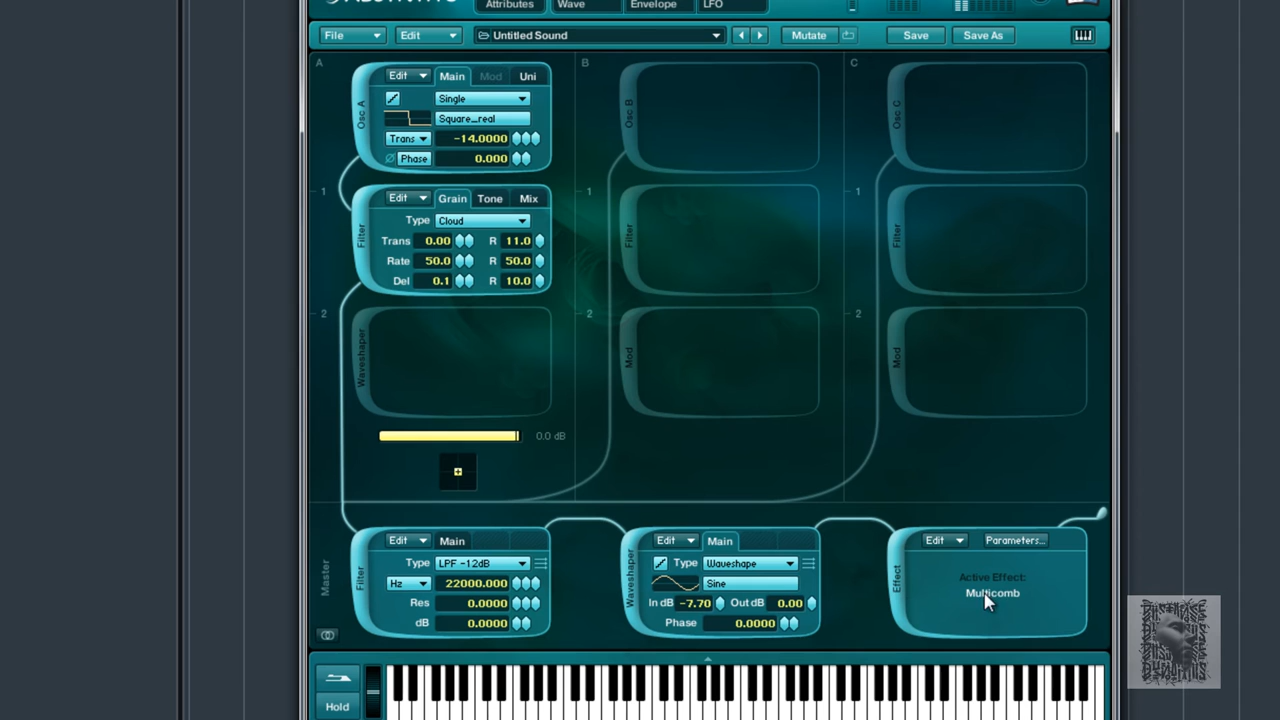 Attributes Wave Envelope LFO
File Edit Untitled Sound Mutate Save Save As
A B C
Osc A Edit Main Mod Uni
Single
Square_real
Trans -14.0000
Phase 0.000
Osc B
Osc C
1 1 1
Filter Edit Grain Tone Mix
Type Cloud
Trans 0.00 R 11.0
Rate 50.0 R 50.0
Del 0.1 R 10.0
Filter
Filter
2 2 2
Waveshaper
Mod
Mod
0.0 dB
Master
Filter Edit Main
Type LPF -12dB
Hz 22000.000
Res 0.0000
dB 0.0000
Waveshaper Edit Main
Type Waveshape
Sine
In dB -7.70 Out dB 0.00
Phase 0.0000
Effect Edit Parameters...
Active Effect:
Multicomb
Hold